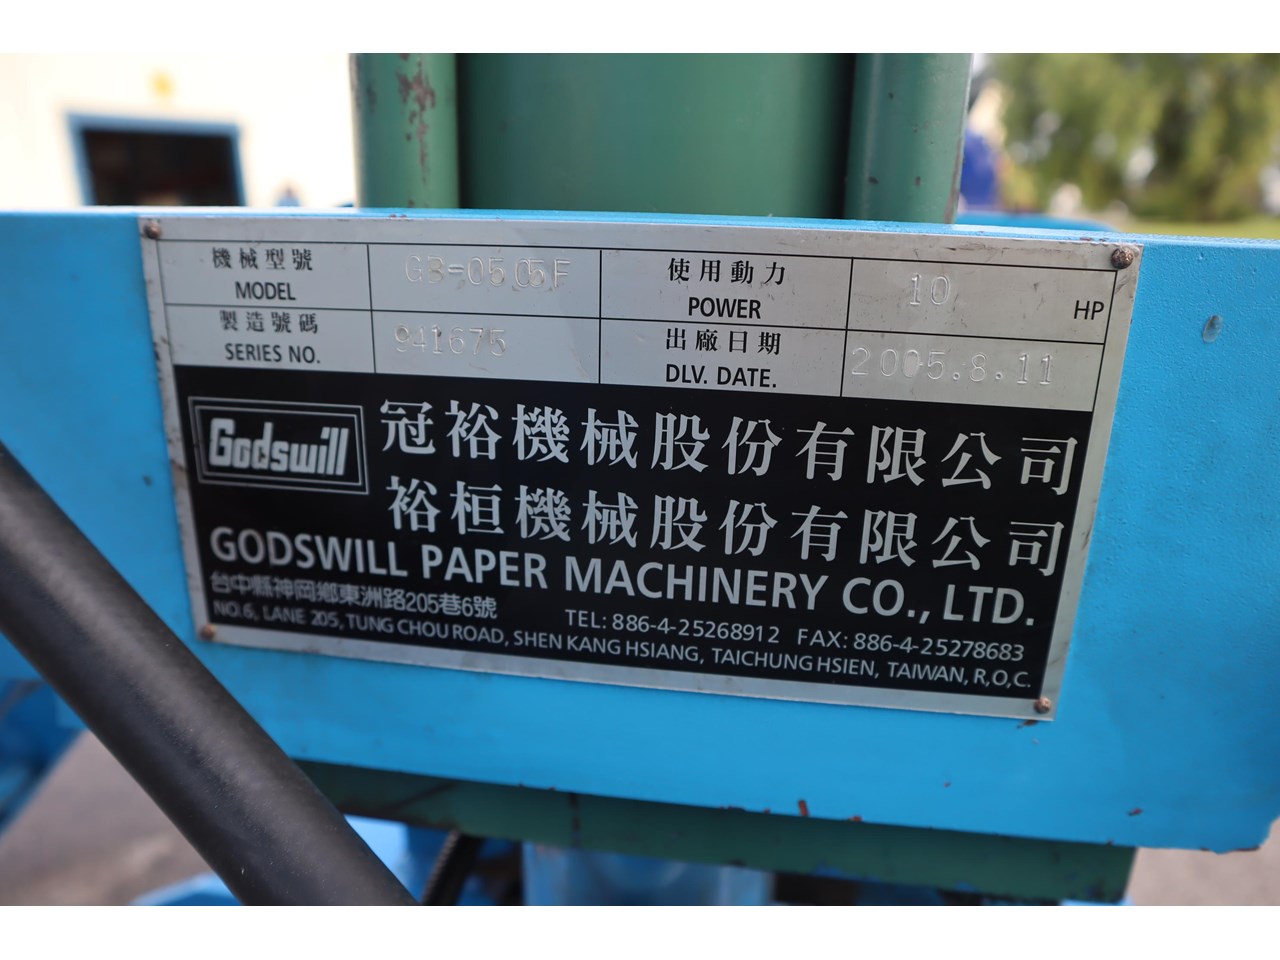 機械型號 GB-0505F 使用動力 10 HP
MODEL POWER
製造號碼 941675 出廠日期 2005.8.11
SERIES NO. DLV. DATE.
Godswill 冠裕機械股份有限公司
裕桓機械股份有限公司
GODSWILL PAPER MACHINERY CO., LTD.
台中縣神岡鄉東洲路205巷6號 TEL: 886-4-25268912 FAX: 886-4-25278683
NO.6, LANE 205, TUNG CHOU ROAD, SHEN KANG HSIANG, TAICHUNG HSIEN, TAIWAN, R,O,C.